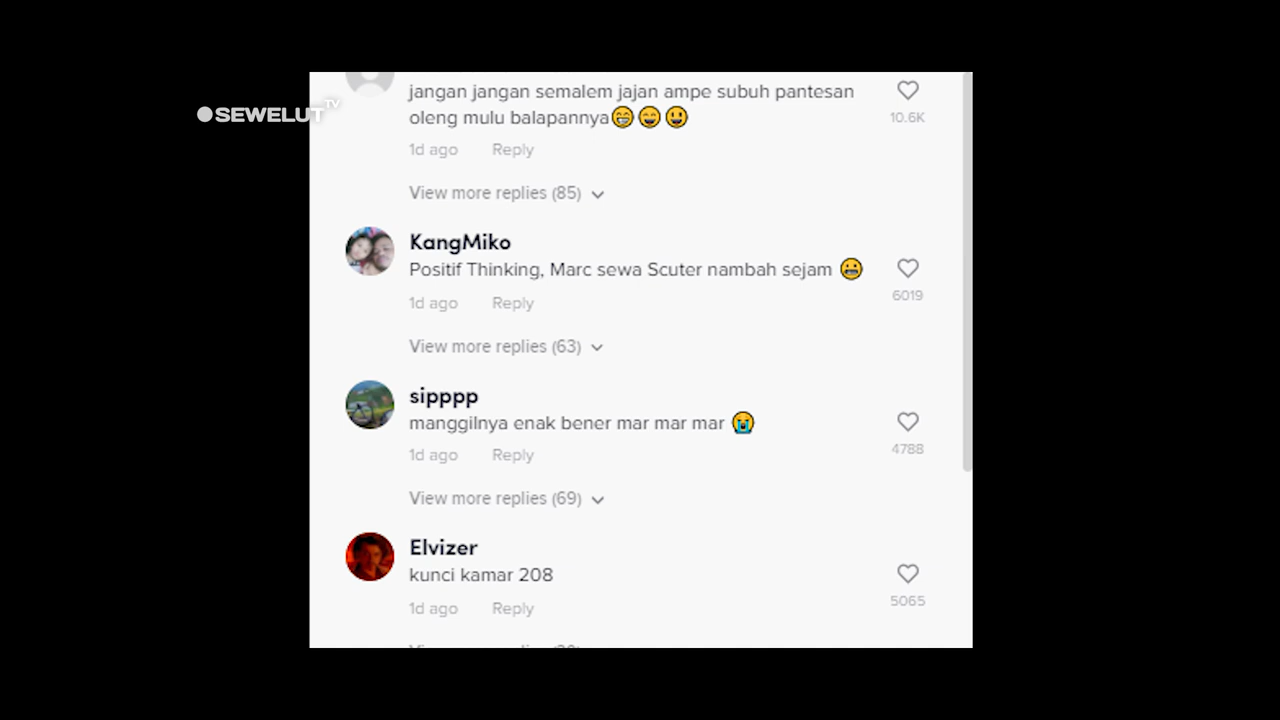 SEWELUT TV
jangan jangan semalem jajan ampe subuh pantesan
oleng mulu balapannya😁😄😃
10.6K
1d ago Reply
View more replies (85)
KangMiko
Positif Thinking, Marc sewa Scuter nambah sejam 😬
6019
1d ago Reply
View more replies (63)
sipppp
manggilnya enak bener mar mar mar 😭
4788
1d ago Reply
View more replies (69)
Elvizer
kunci kamar 208
5065
1d ago Reply